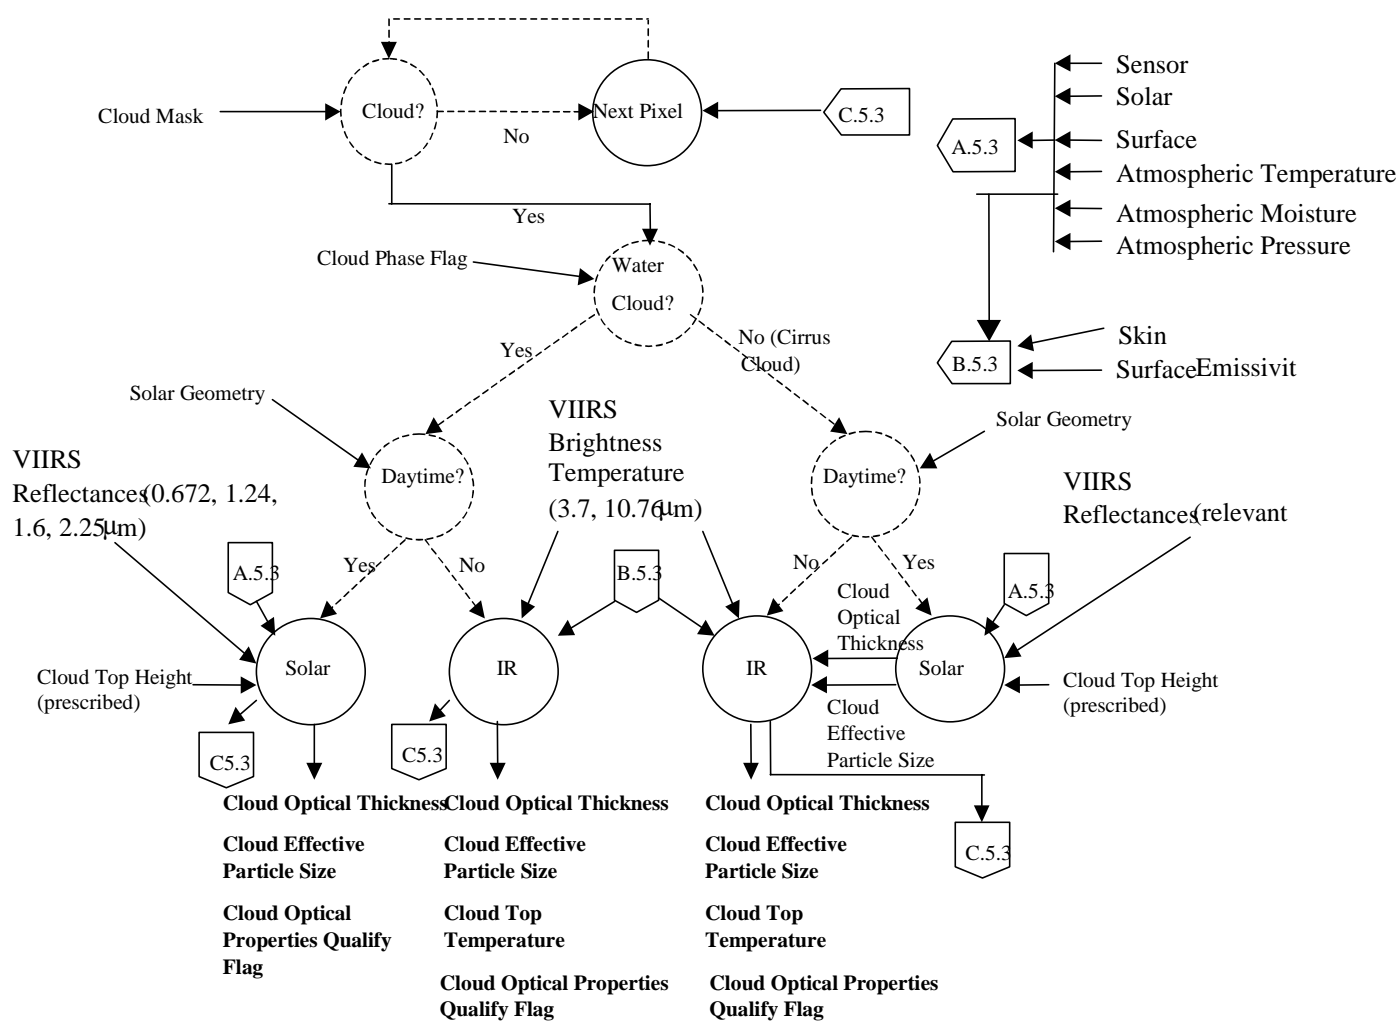 Cloud Mask
Cloud?
No
Next Pixel
C.5.3
Sensor
Solar
A.5.3
Surface
Atmospheric Temperature
Atmospheric Moisture
Atmospheric Pressure
Yes
Cloud Phase Flag
Water
Cloud?
Yes
No (Cirrus
Cloud)
B.5.3
Skin
Surface Emissivit
Solar Geometry
Solar Geometry
VIIRS
Brightness
Temperature
(3.7, 10.76μm)
VIIRS
Reflectances (0.672, 1.24,
1.6, 2.25μm)
Daytime?
Daytime?
VIIRS
Reflectances (relevant
Yes
No
No
Yes
A.5.3
B.5.3
A.5.3
Cloud
Optical
Thickness
Solar
IR
IR
Solar
Cloud Top Height
(prescribed)
Cloud Top Height
(prescribed)
Cloud
Effective
Particle Size
C5.3
C5.3
C.5.3
Cloud Optical Thickness
Cloud Effective
Particle Size
Cloud Optical
Properties Qualify
Flag
Cloud Optical Thickness
Cloud Effective
Particle Size
Cloud Top
Temperature
Cloud Optical Properties
Qualify Flag
Cloud Optical Thickness
Cloud Effective
Particle Size
Cloud Top
Temperature
Cloud Optical Properties
Qualify Flag